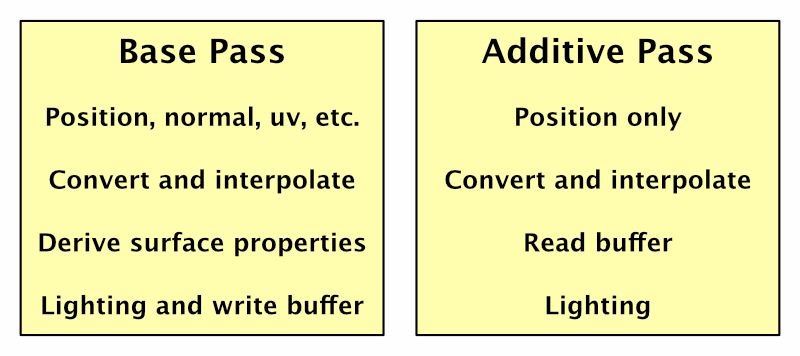 Base Pass
Position, normal, uv, etc.
Convert and interpolate
Derive surface properties
Lighting and write buffer
Additive Pass
Position only
Convert and interpolate
Read buffer
Lighting